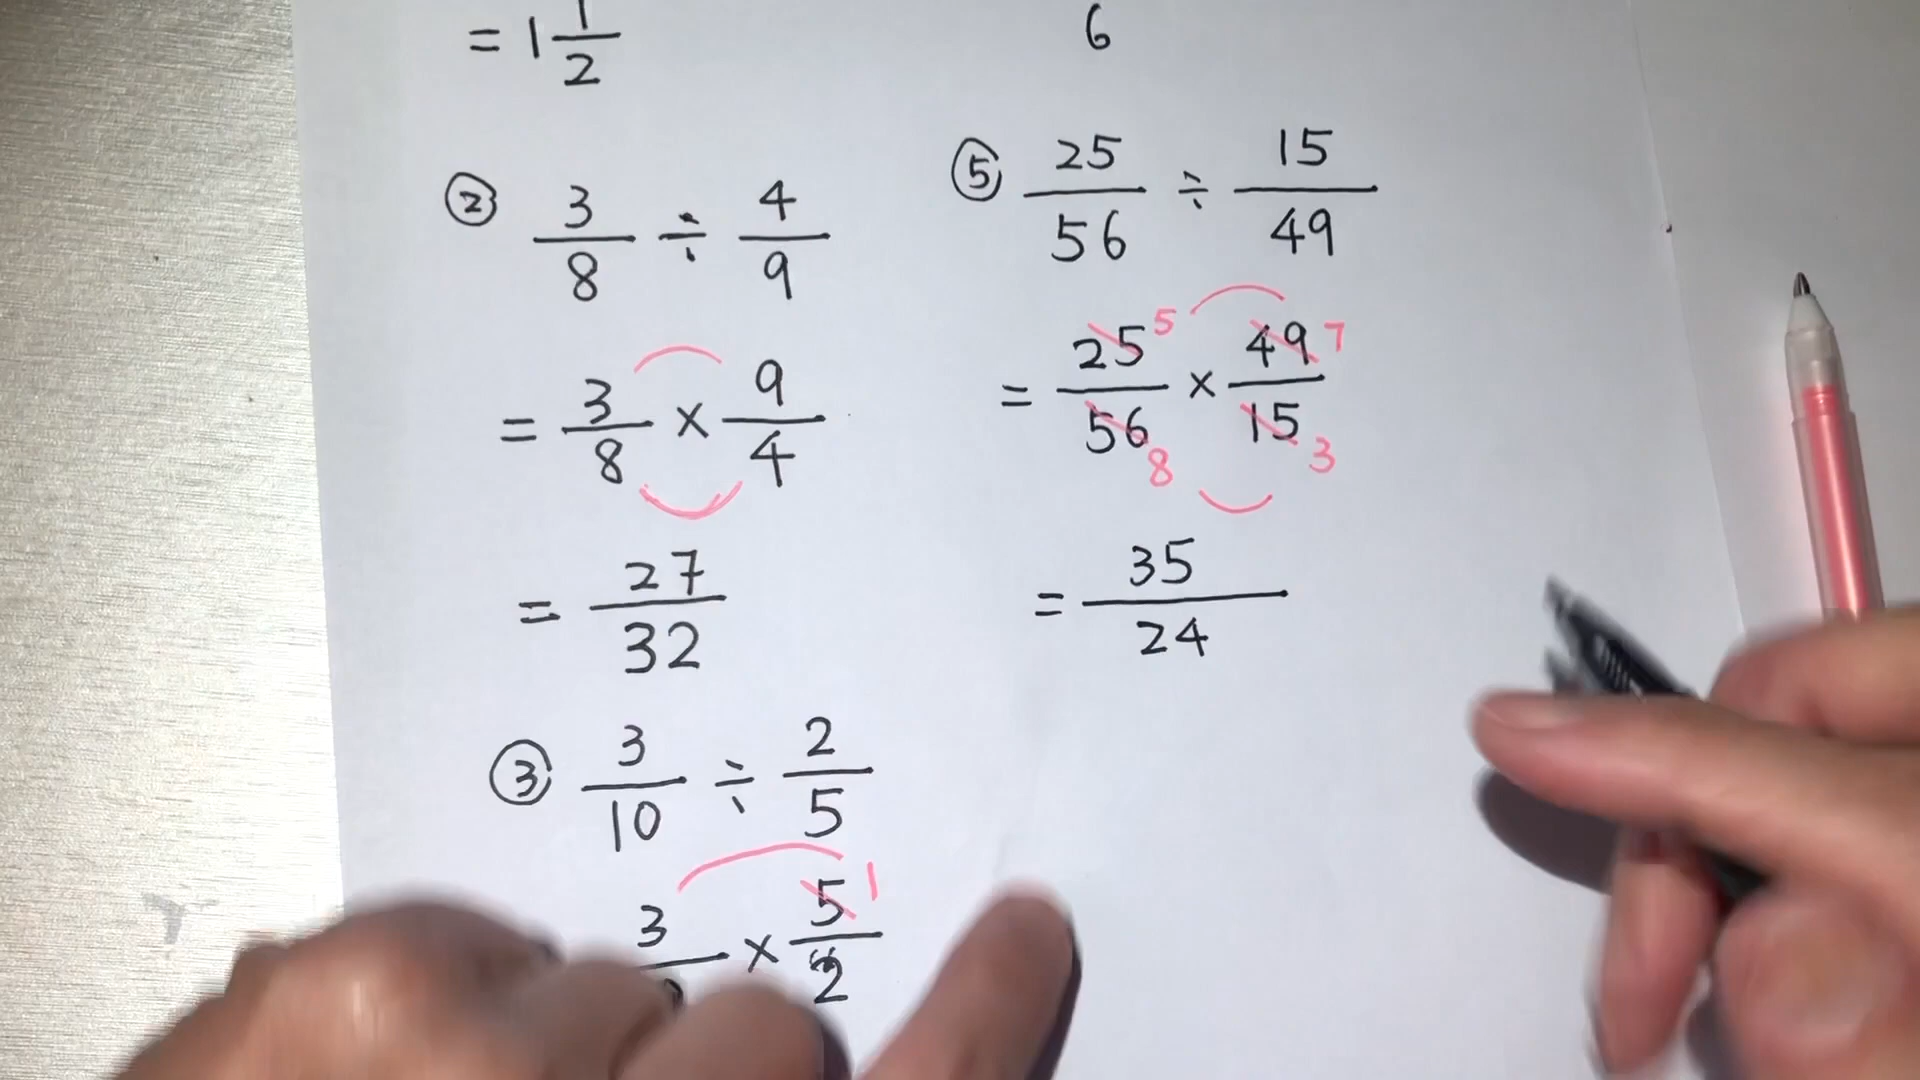 = 1 1/2
② 3/8 ÷ 4/9
= 3/8 × 9/4
= 27/32
③ 3/10 ÷ 2/5
3 × 5/2 1
6
⑤ 25/56 ÷ 15/49
= 25/56 × 49/15 5 7 8 3
= 35/24